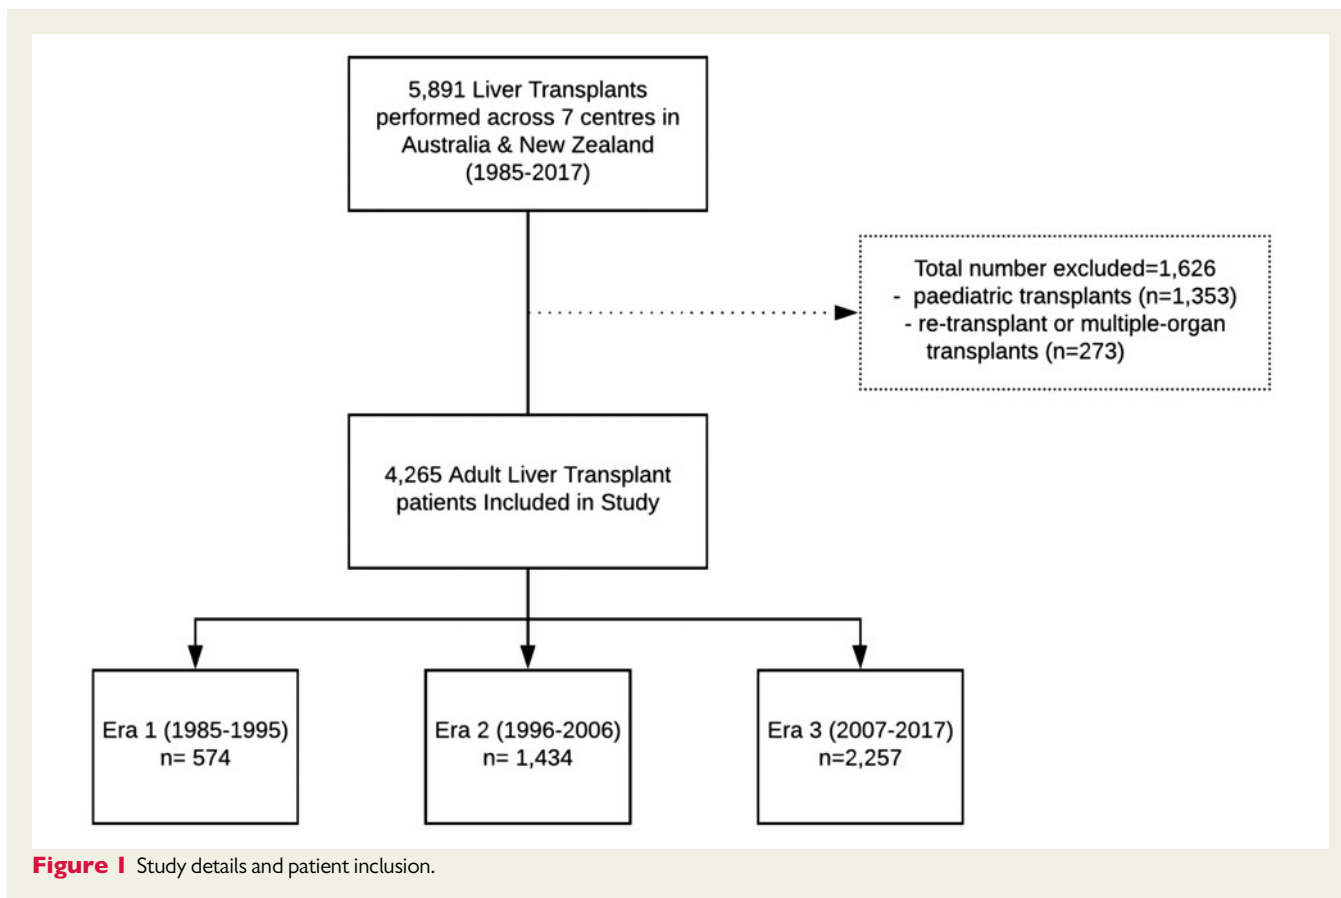 5,891 Liver Transplants
performed across 7 centres in
Australia & New Zealand
(1985-2017)
Total number excluded=1,626
- paediatric transplants (n=1,353)
- re-transplant or multiple-organ
transplants (n=273)
4,265 Adult Liver Transplant
patients Included in Study
Era 1 (1985-1995)
n= 574
Era 2 (1996-2006)
n= 1,434
Era 3 (2007-2017)
n=2,257
Figure 1 Study details and patient inclusion.